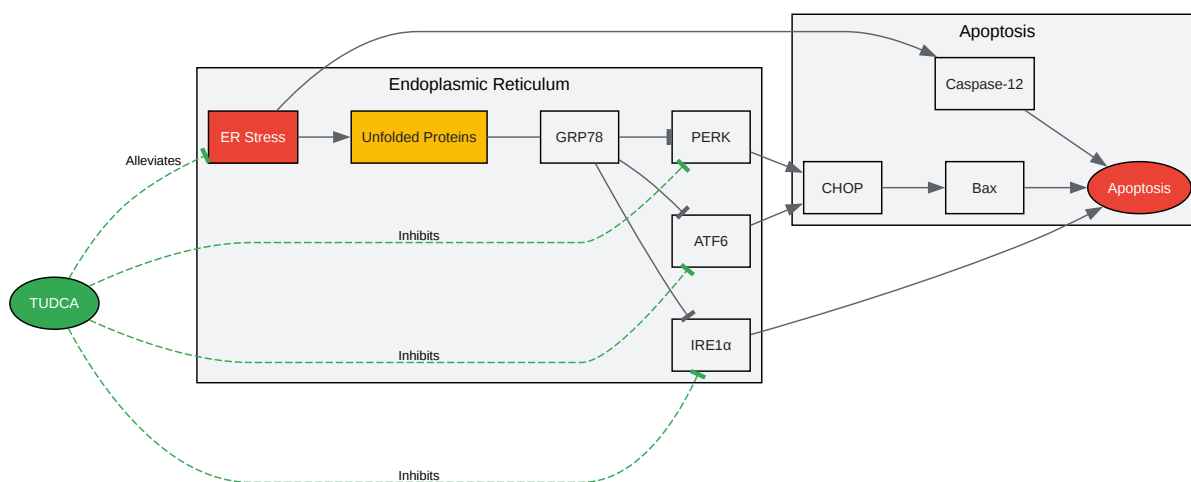 Apoptosis
Caspase-12
Endoplasmic Reticulum
ER Stress
Unfolded Proteins
GRP78
PERK
Alleviates
CHOP
Bax
Apoptosis
Inhibits
ATF6
TUDCA
IRE1α
Inhibits
Inhibits